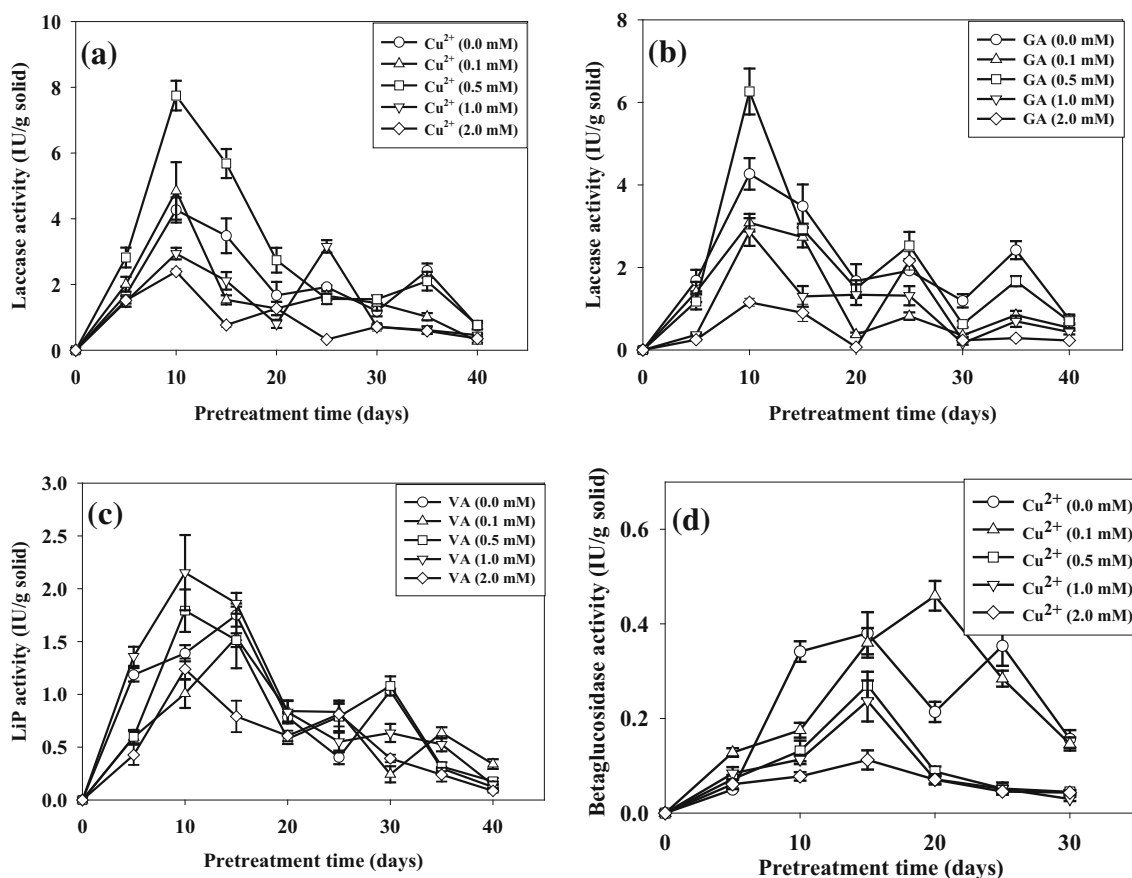 (a)
Laccase activity (IU/g solid)
10
8
6
4
2
0
Cu²⁺ (0.0 mM)
Cu²⁺ (0.1 mM)
Cu²⁺ (0.5 mM)
Cu²⁺ (1.0 mM)
Cu²⁺ (2.0 mM)
0 10 20 30 40
Pretreatment time (days)
(b)
Laccase activity (IU/g solid)
8
6
4
2
0
GA (0.0 mM)
GA (0.1 mM)
GA (0.5 mM)
GA (1.0 mM)
GA (2.0 mM)
0 10 20 30 40
Pretreatment time (days)
(c)
LiP activity (IU/g solid)
3.0
2.5
2.0
1.5
1.0
0.5
0.0
VA (0.0 mM)
VA (0.1 mM)
VA (0.5 mM)
VA (1.0 mM)
VA (2.0 mM)
0 10 20 30 40
Pretreatment time (days)
(d)
Betaglucosidase activity (IU/g solid)
0.6
0.4
0.2
0.0
Cu²⁺ (0.0 mM)
Cu²⁺ (0.1 mM)
Cu²⁺ (0.5 mM)
Cu²⁺ (1.0 mM)
Cu²⁺ (2.0 mM)
0 10 20 30
Pretreatment time (days)